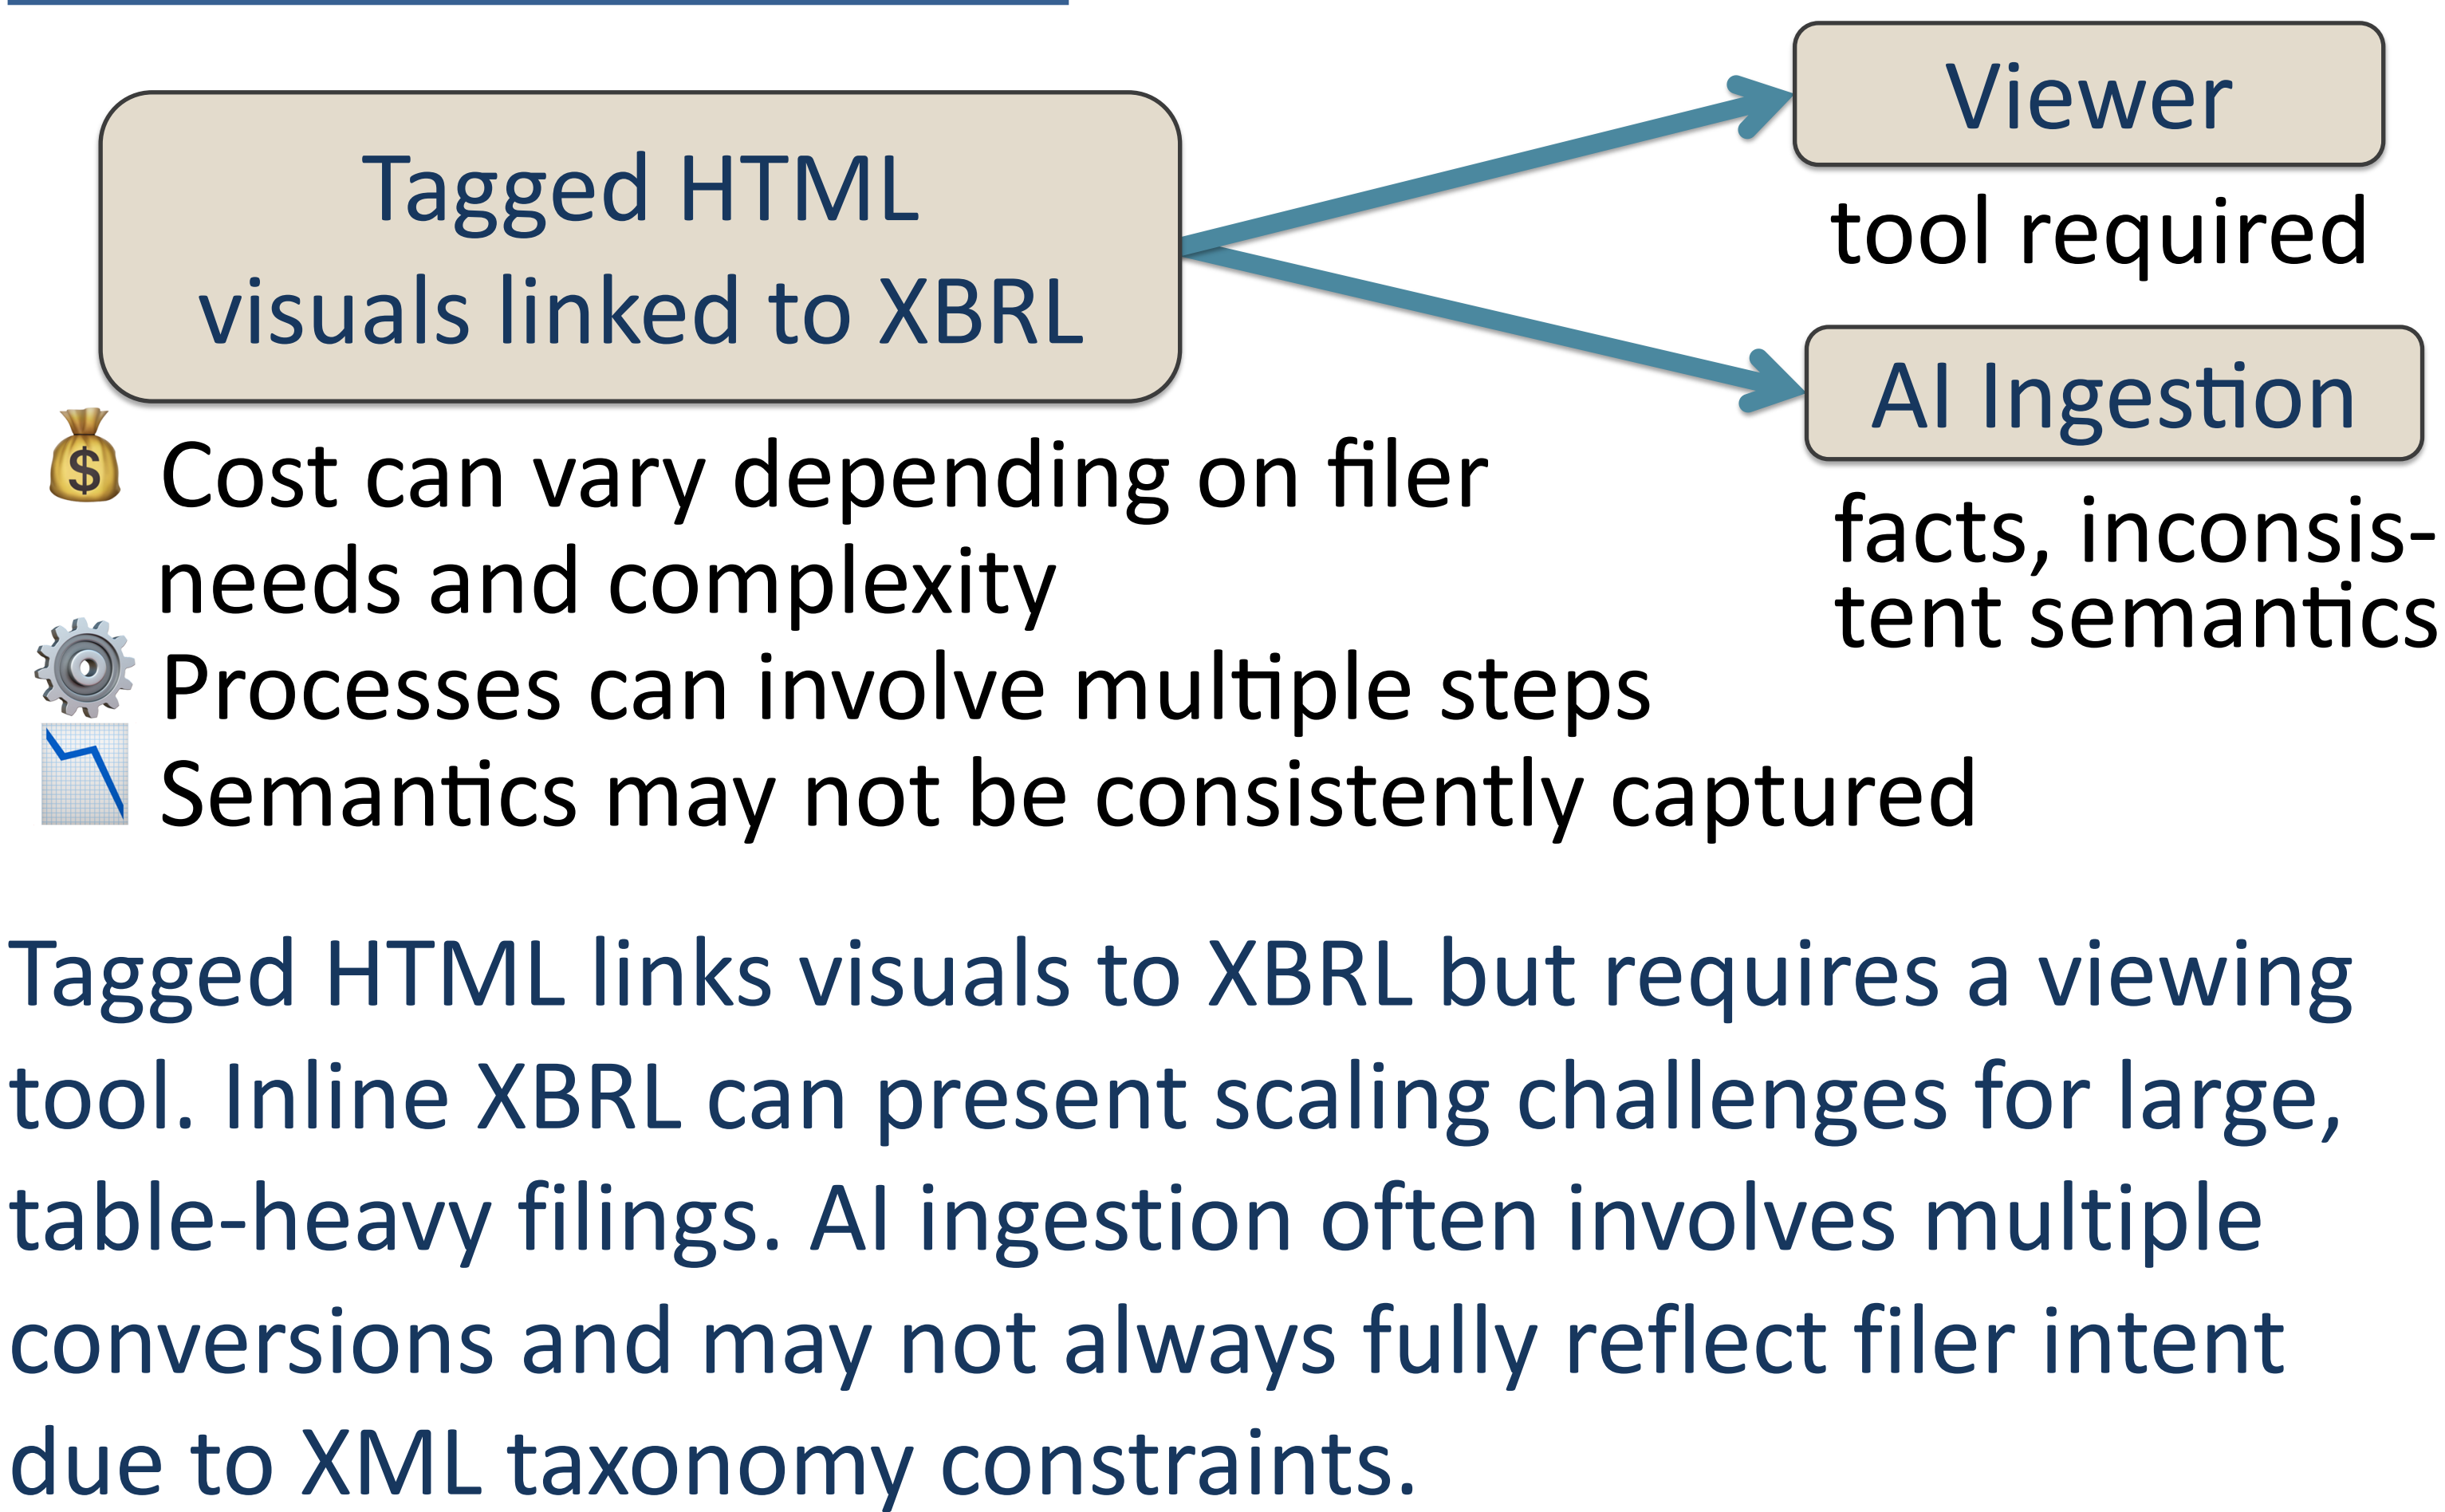 Tagged HTML
visuals linked to XBRL
Viewer
tool required
AI Ingestion
facts, inconsis-
tent semantics
$
Cost can vary depending on filer
needs and complexity
Processes can involve multiple steps
Semantics may not be consistently captured
Tagged HTML links visuals to XBRL but requires a viewing
tool. Inline XBRL can present scaling challenges for large,
table-heavy filings. AI ingestion often involves multiple
conversions and may not always fully reflect filer intent
due to XML taxonomy constraints.